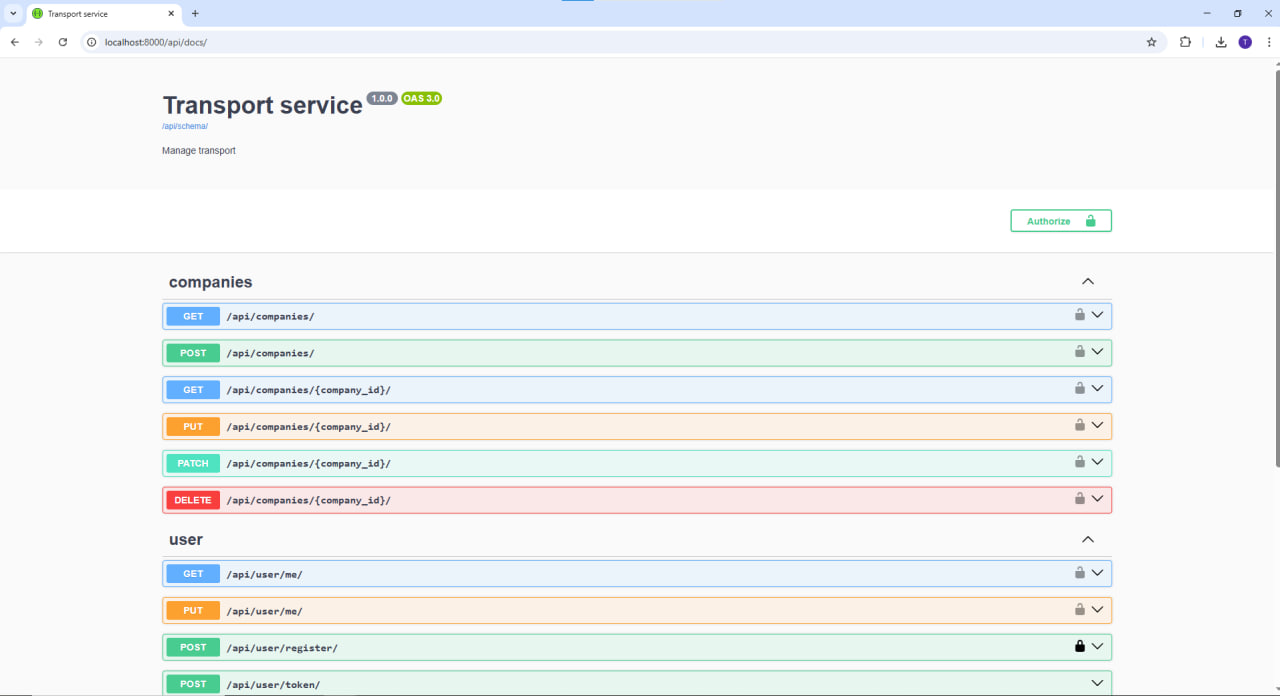 Transport service
localhost:8000/api/docs/
T
Transport service 1.0.0 OAS 3.0
/api/schema/
Manage transport
Authorize
companies
GET /api/companies/
POST /api/companies/
GET /api/companies/{company_id}/
PUT /api/companies/{company_id}/
PATCH /api/companies/{company_id}/
DELETE /api/companies/{company_id}/
user
GET /api/user/me/
PUT /api/user/me/
POST /api/user/register/
POST /api/user/token/